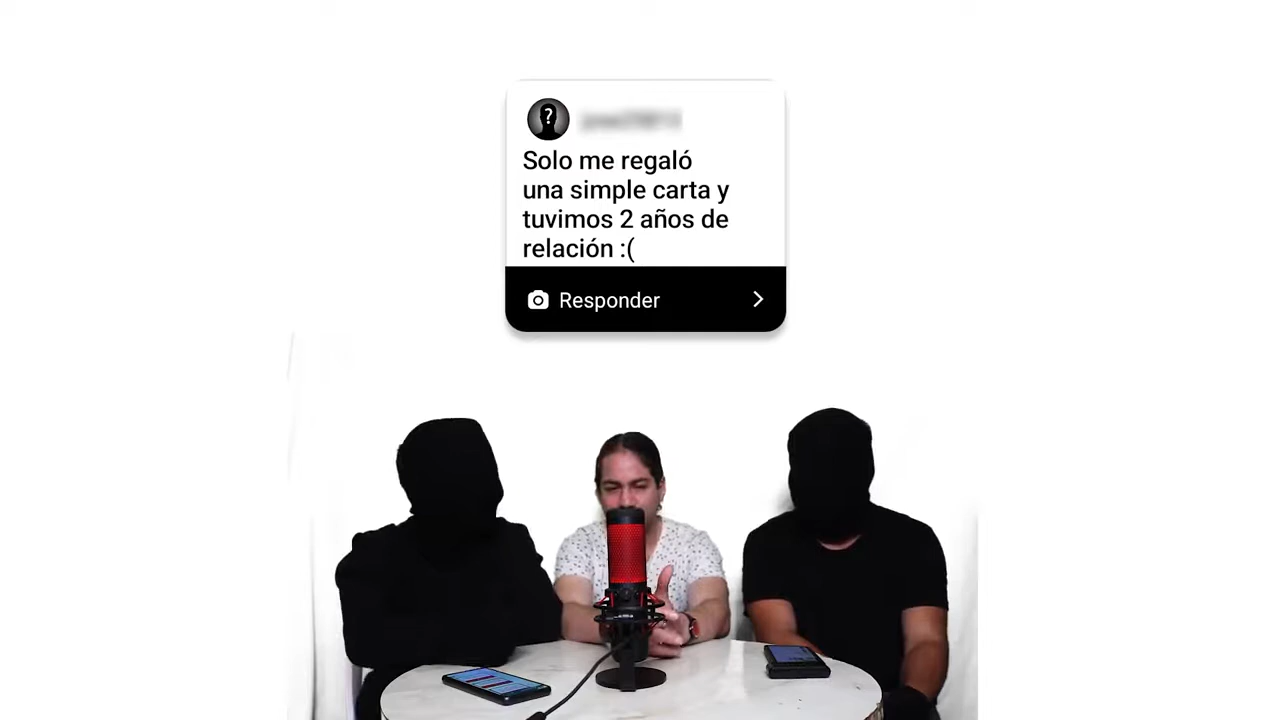 Solo me regaló
una simple carta y
tuvimos 2 años de
relación :(
Responder